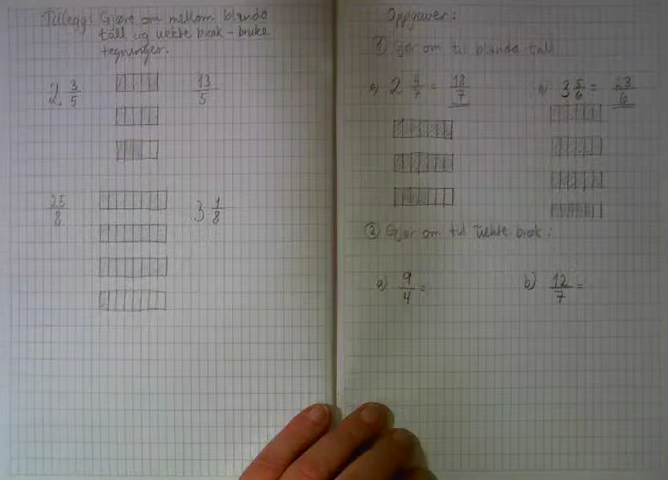 Tillegg: Gjøre om mellom blanda
tall og uekte brøk - bruke
tegninger.
2 3/5
13/5
25/8
3 1/8
Oppgaver:
① Gjør om til blanda tall
a) 2 4/7 = 18/7
b) 3 5/6 = 23/6
② Gjør om til uekte brøk:
a) 9/4 =
b) 12/7 =